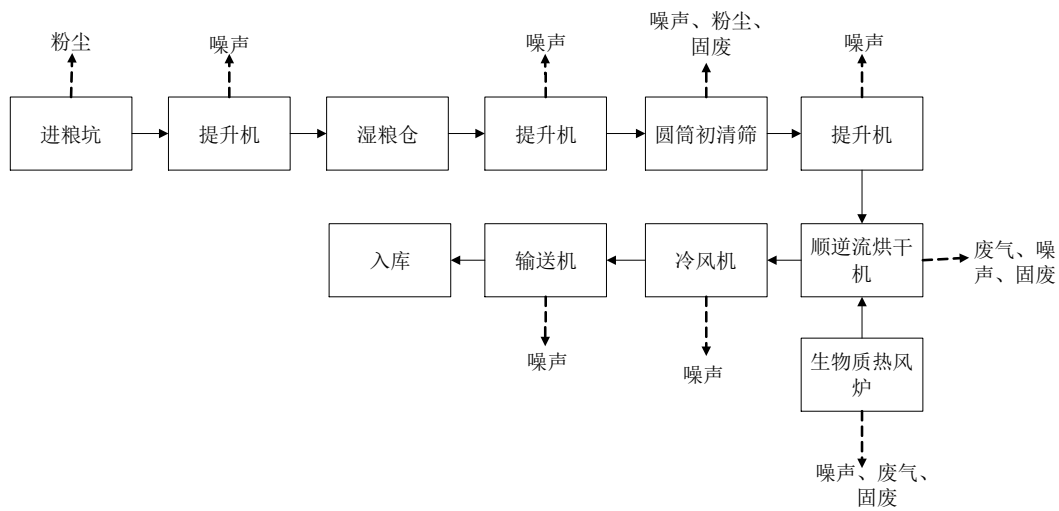 粉尘
噪声
噪声
噪声、粉尘、
固废
噪声
进粮坑
提升机
湿粮仓
提升机
圆筒初清筛
提升机
入库
输送机
冷风机
顺逆流烘干
机
废气、噪
声、固废
噪声
噪声
生物质热风
炉
噪声、废气、
固废